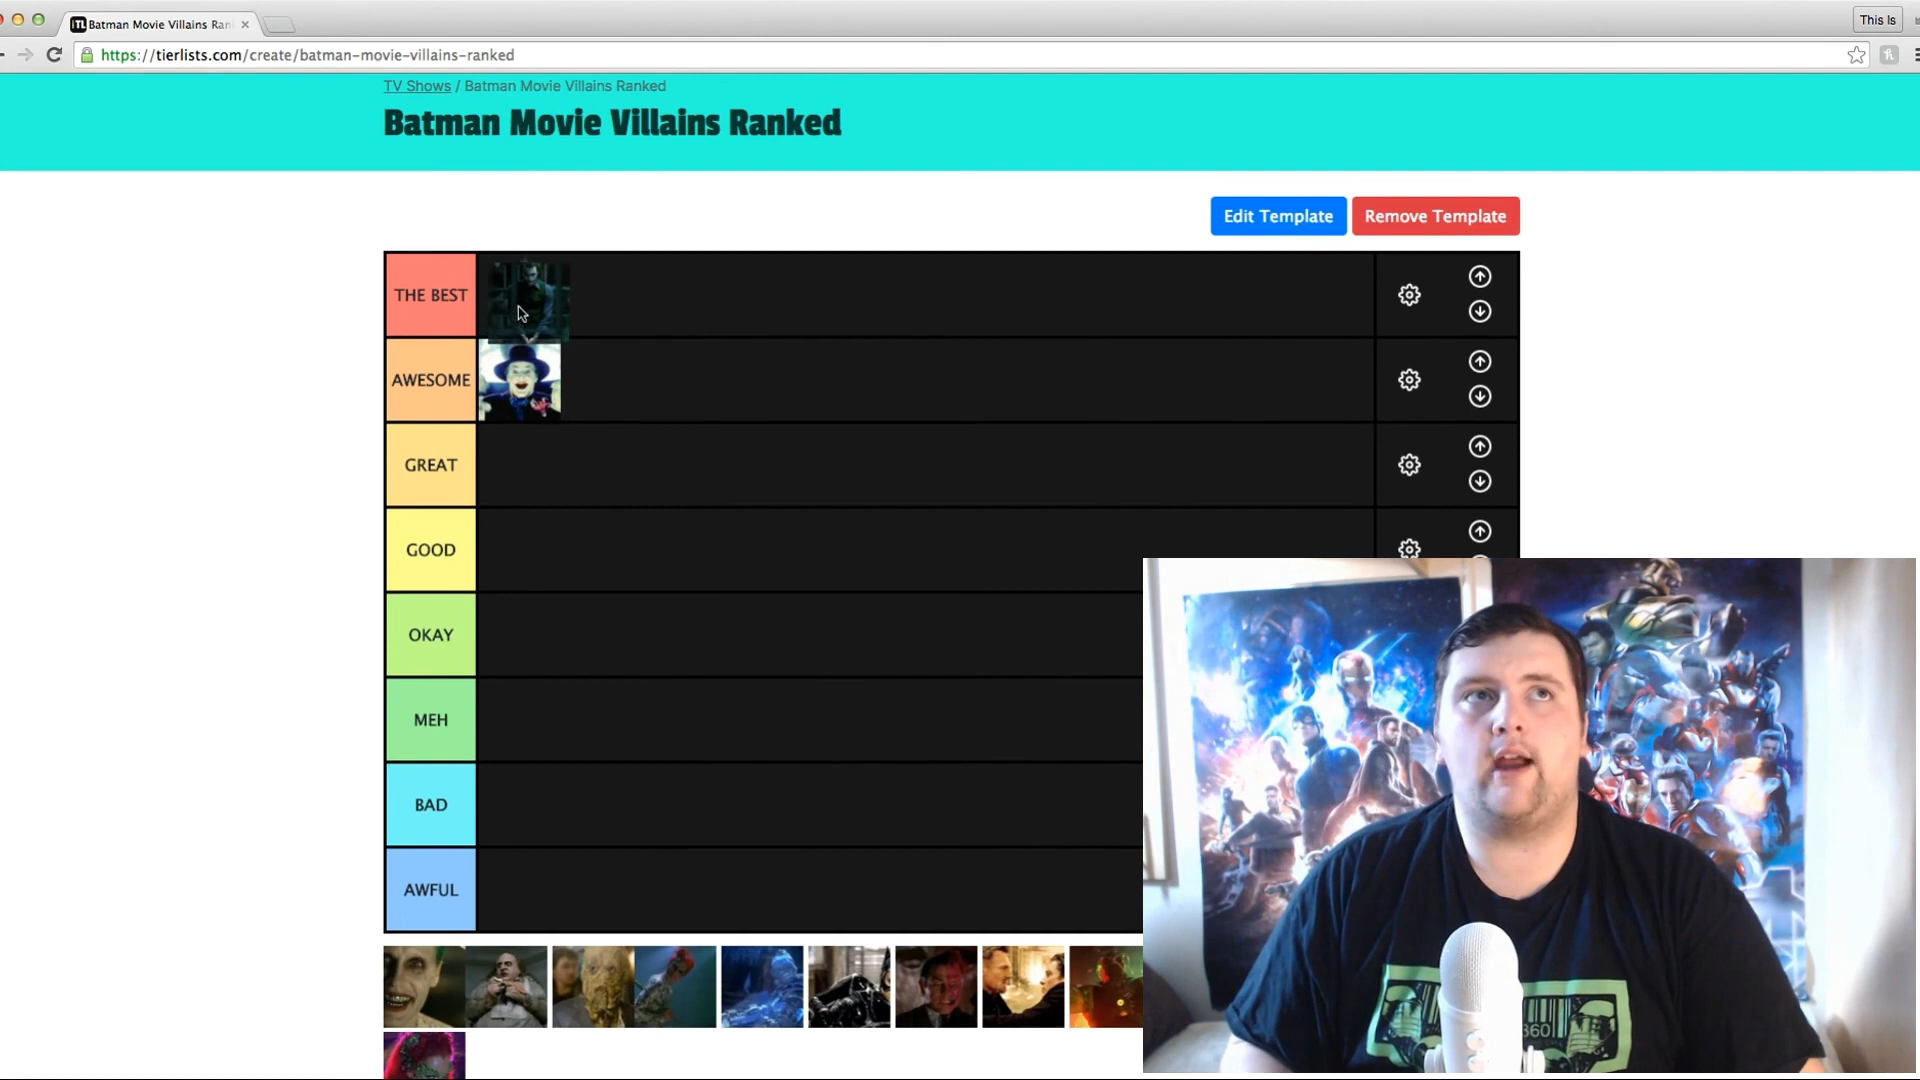 Batman Movie Villains Ran
This Is
https://tierlists.com/create/batman-movie-villains-ranked
TV Shows / Batman Movie Villains Ranked
Batman Movie Villains Ranked
Edit Template
Remove Template
THE BEST
AWESOME
GREAT
GOOD
OKAY
MEH
BAD
AWFUL
360